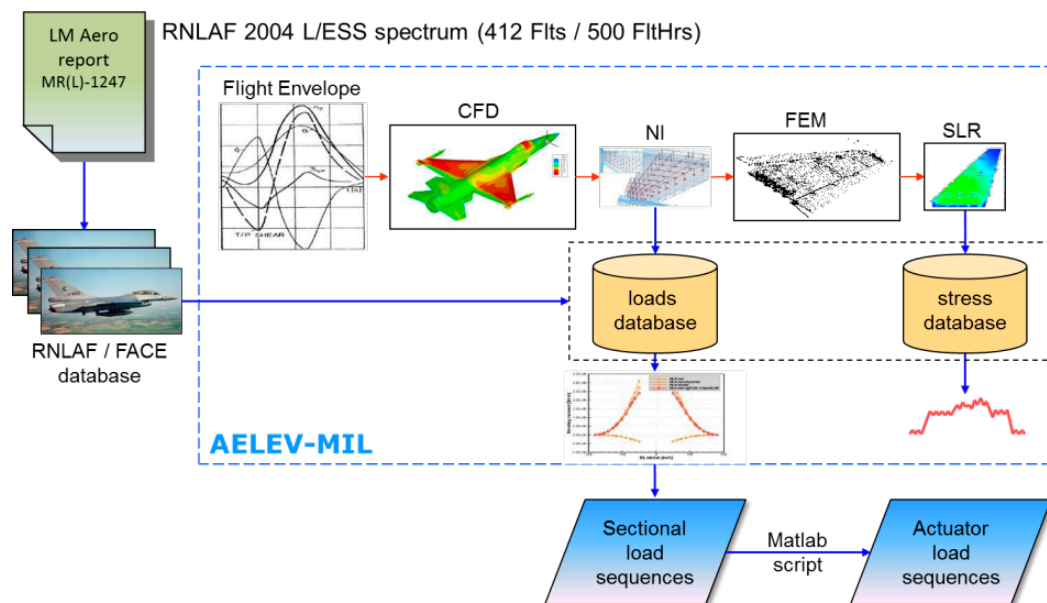 LM Aero
report
MR(L)-1247
RNLAF 2004 L/ESS spectrum (412 Flts / 500 FltHrs)
Flight Envelope
CFD
NI
FEM
SLR
T/P SHEAR
loads
database
stress
database
RNLAF / FACE
database
AELEV-MIL
Sectional
load
sequences
Matlab
script
Actuator
load
sequences